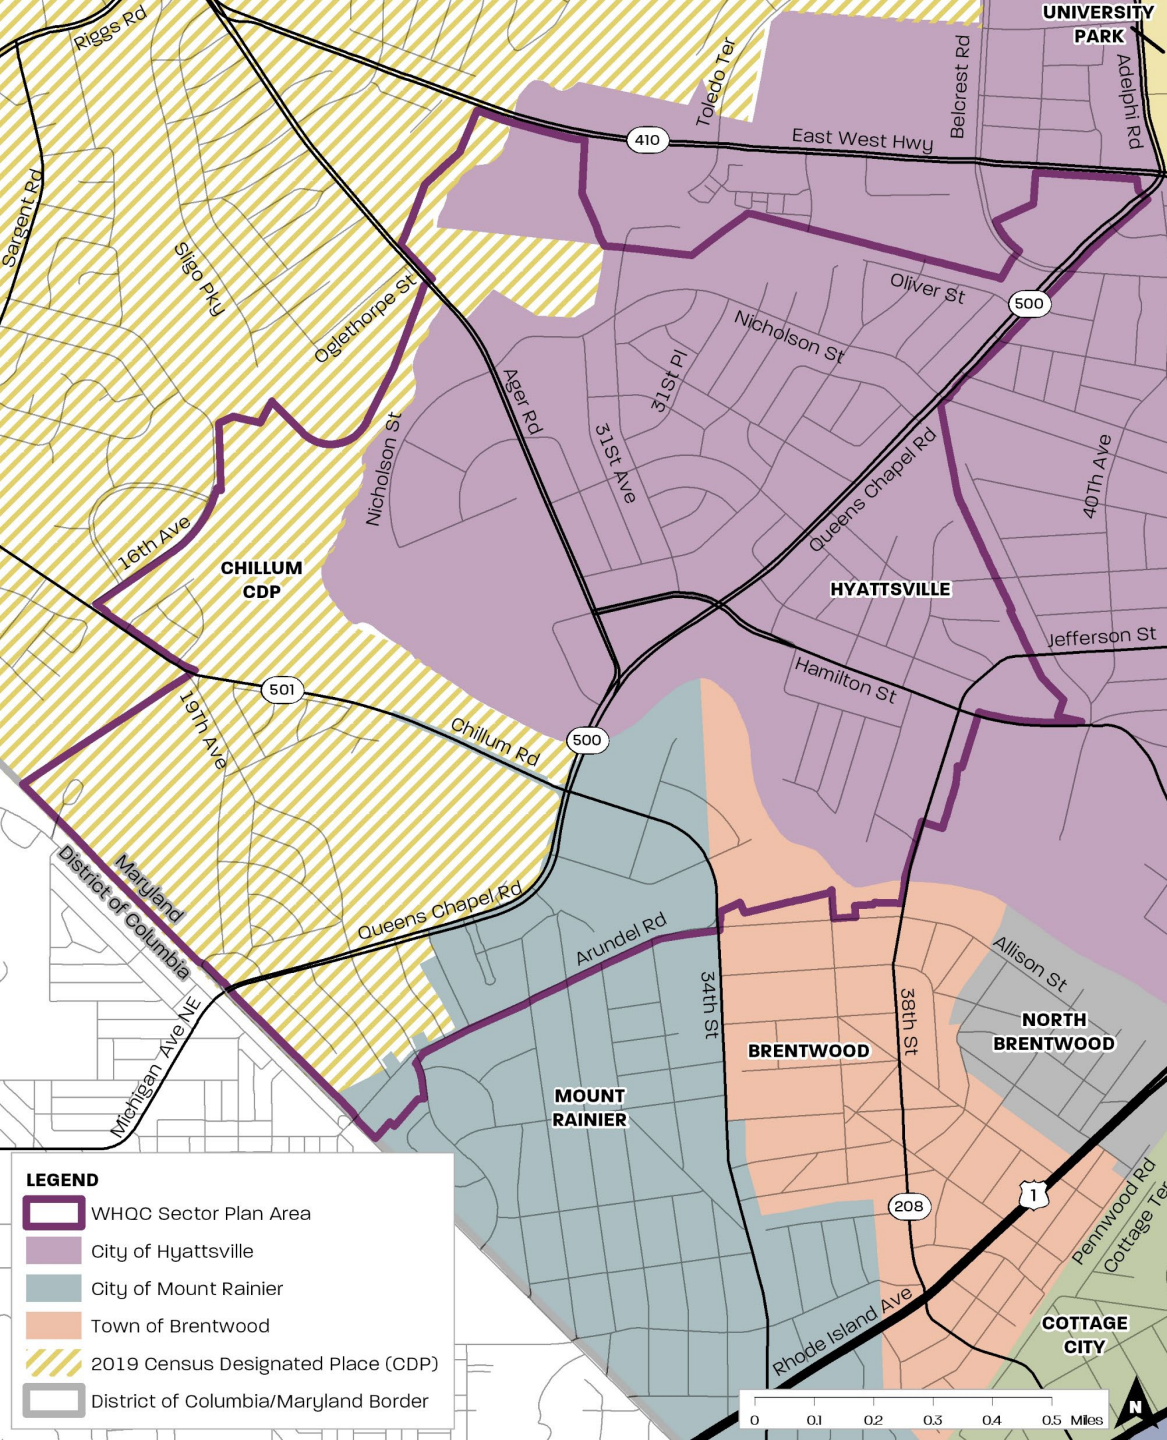 UNIVERSITY
PARK
Riggs Rd
Toledo Ter
Belcrest Rd
Adelphi Rd
410
East West Hwy
Sargent Rd
Sligo Pky
Oglethorpe St
Oliver St
500
Nicholson St
31St Pl
Ager Rd
31St Ave
Nicholson St
Queens Chapel Rd
40Th Ave
16th Ave
CHILLUM
CDP
HYATTSVILLE
Jefferson St
Hamilton St
501
19Th Ave
Chillum Rd
500
Maryland
District of Columbia
Queens Chapel Rd
Arundel Rd
34th St
38th St
Allison St
NORTH
BRENTWOOD
BRENTWOOD
Michigan Ave NE
MOUNT
RAINIER
1
208
Pennwood Rd
Cottage Ter
Rhode Island Ave
COTTAGE
CITY
LEGEND
WHQC Sector Plan Area
City of Hyattsville
City of Mount Rainier
Town of Brentwood
2019 Census Designated Place (CDP)
District of Columbia/Maryland Border
0 0.1 0.2 0.3 0.4 0.5 Miles
N